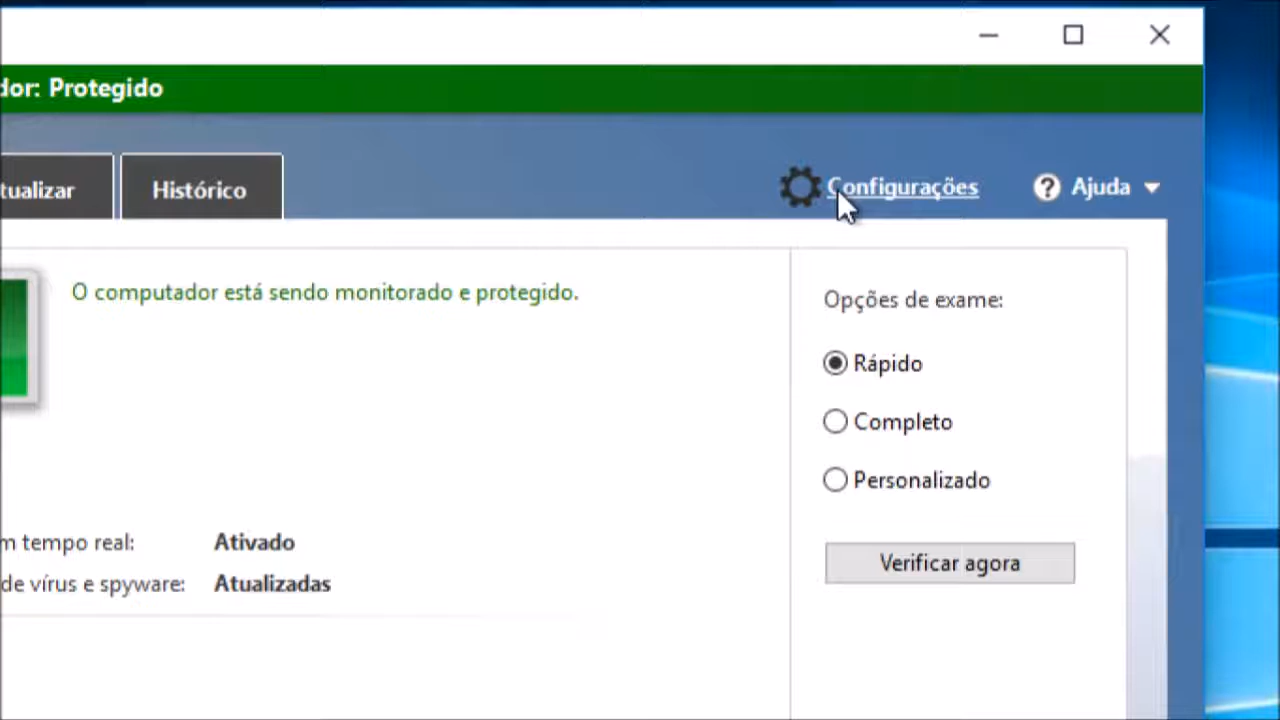 dor: Protegido
tualizar
Histórico
Configurações
Ajuda
O computador está sendo monitorado e protegido.
Opções de exame:
Rápido
Completo
Personalizado
Verificar agora
m tempo real: Ativado
de vírus e spyware: Atualizadas